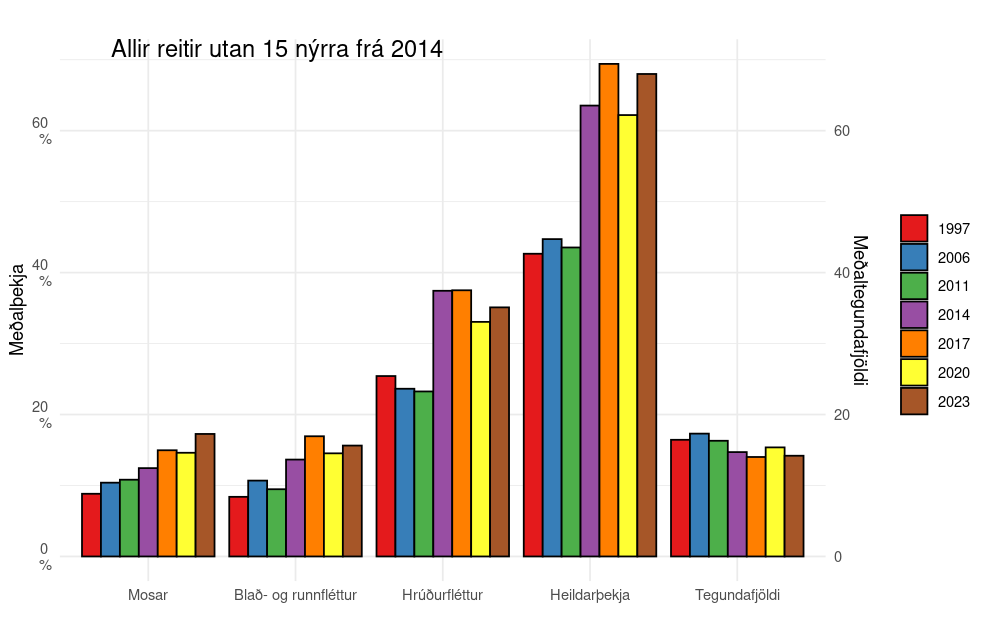 Allir reitir utan 15 nýrra frá 2014
Meðalþekja
60
%
40
%
20
%
0
%
60
40
20
0
Meðaltegundafjöldi
Mosar
Blað- og runnfléttur
Hrúðurfléttur
Heildarþekja
Tegundafjöldi
1997
2006
2011
2014
2017
2020
2023